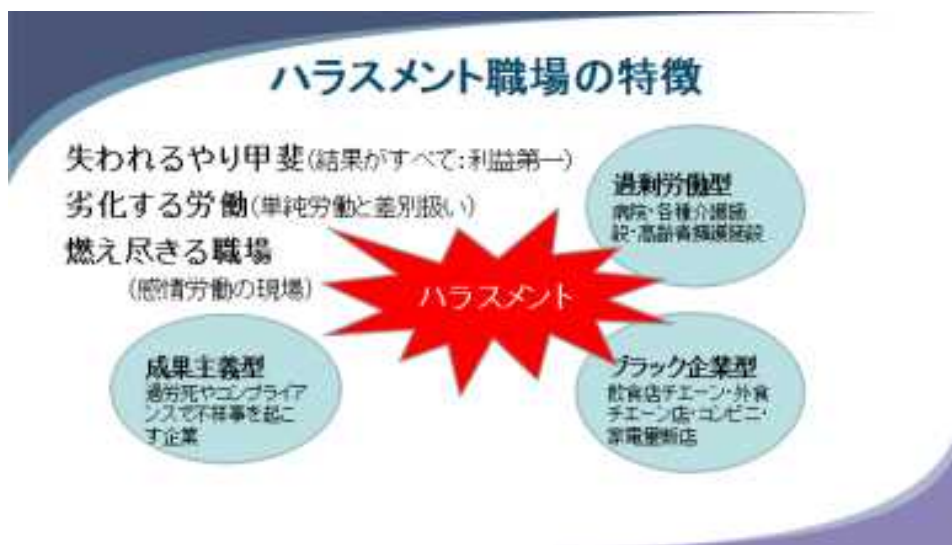 ハラスメント職場の特徴
失われるやり甲斐(結果がすべて:利益第一)
劣化する労働(単純労働と差別扱い)
燃え尽きる職場
(感情労働の現場)
過剰労働型
病院・各種介護施
設・高齢者擁護施設
ハラスメント
成果主義型
過労死やコンプライア
ンスで不祥事を起こ
す企業
ブラック企業型
飲食店チエーン・外食
チエーン店・コンビニ・
家電量販店